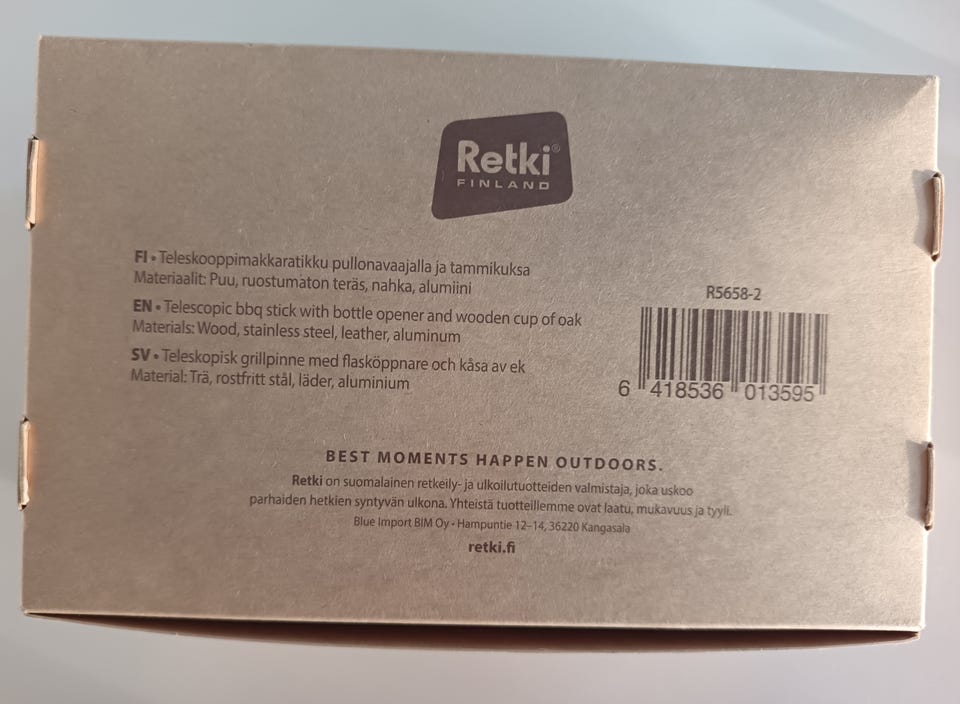 Retki®
FINLAND
FI • Teleskooppimakkaratikku pullonavaajalla ja tammikuksa
Materiaalit: Puu, ruostumaton teräs, nahka, alumiini
EN • Telescopic bbq stick with bottle opener and wooden cup of oak
Materials: Wood, stainless steel, leather, aluminum
SV • Teleskopisk grillpinne med flasköppnare och kåsa av ek
Material: Trä, rostfritt stål, läder, aluminium
R5658-2
6 418536 013595
BEST MOMENTS HAPPEN OUTDOORS.
Retki on suomalainen retkeily- ja ulkoilutuotteiden valmistaja, joka uskoo
parhaiden hetkien syntyvän ulkona. Yhteistä tuotteillemme ovat laatu, mukavuus ja tyyli.
Blue Import BIM Oy • Hampuntie 12–14, 36220 Kangasala
retki.fi